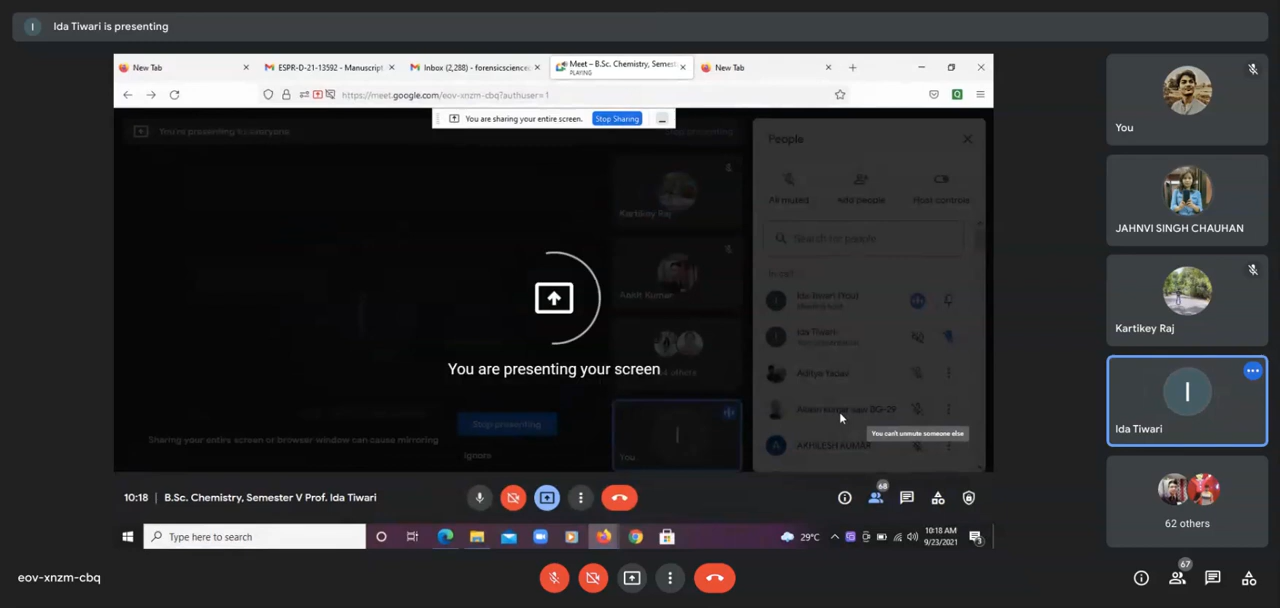 I Ida Tiwari is presenting
New Tab
ESPR-D-21-13592 - Manuscript
Inbox (2,288) - forensicscience
Meet – B.Sc. Chemistry, Semest
PLAYING
New Tab
https://meet.google.com/eov-xnzm-cbq?authuser=1
You are sharing your entire screen.
Stop Sharing
You're presenting to everyone
Stop presenting
People
All muted
Add people
Host controls
Search for people
In call
Ida Tiwari (You)
Ida Tiwari
Aditya Yadav
AKHILESH KUMAR
Kartikey Raj
Ankit Kumar
others
You
You are presenting your screen
Stop presenting
Sharing your entire screen or browser window can cause mirroring
Ignore
You can't unmute someone else
10:18 | B.Sc. Chemistry, Semester V Prof. Ida Tiwari
68
Type here to search
29°C
10:18 AM
9/23/2021
3
You
JAHNVI SINGH CHAUHAN
Kartikey Raj
I
Ida Tiwari
62 others
eov-xnzm-cbq
67